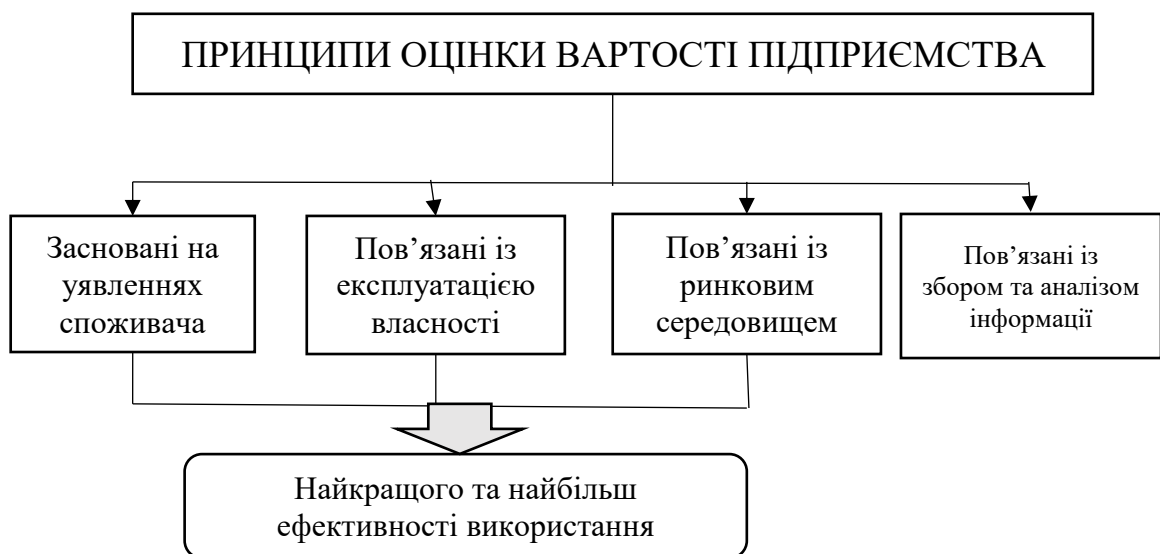 ПРИНЦИПИ ОЦІНКИ ВАРТОСТІ ПІДПРИЄМСТВА
Засновані на
уявленнях
споживача
Пов’язані із
експлуатацією
власності
Пов’язані із
ринковим
середовищем
Пов’язані із
збором та аналізом
інформації
Найкращого та найбільш
ефективності використання